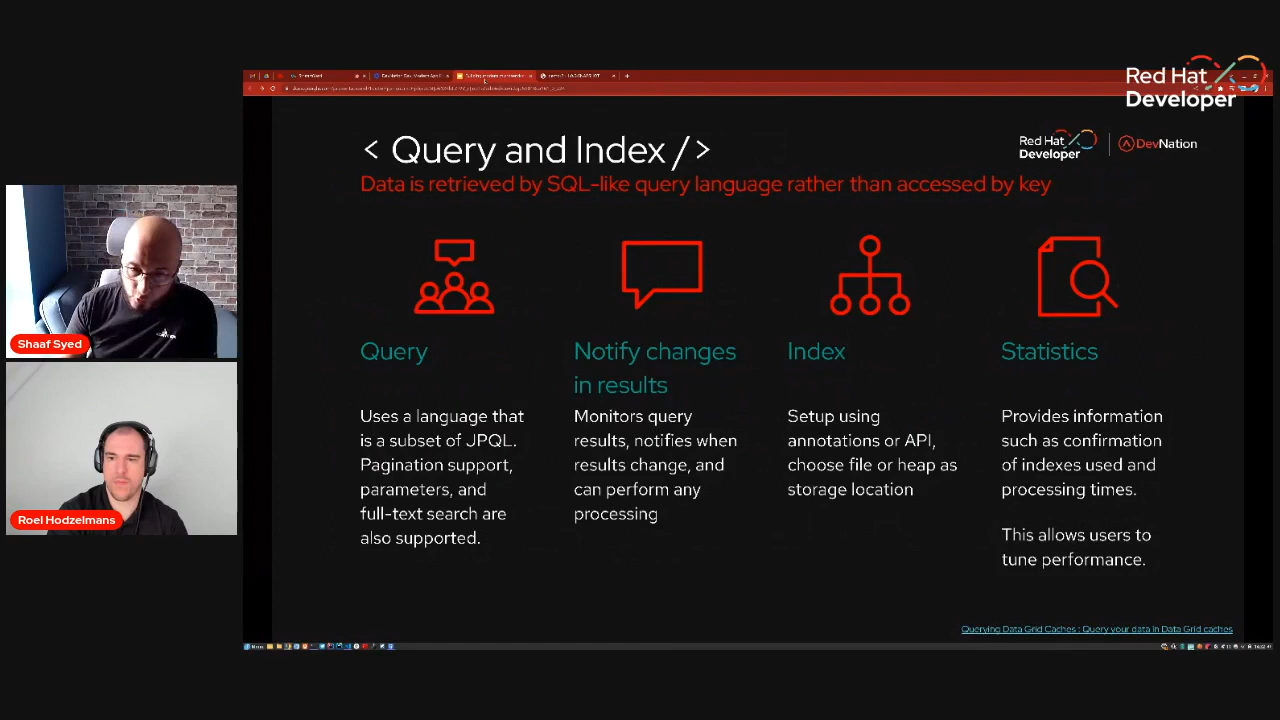 Red Hat
Developer
< Query and Index />
Red Hat
Developer
DevNation
Data is retrieved by SQL-like query language rather than accessed by key
Query
Uses a language that
is a subset of JPQL.
Pagination support,
parameters, and
full-text search are
also supported.
Notify changes
in results
Monitors query
results, notifies when
results change, and
can perform any
processing
Index
Setup using
annotations or API,
choose file or heap as
storage location
Statistics
Provides information
such as confirmation
of indexes used and
processing times.
This allows users to
tune performance.
Querying Data Grid Caches : Query your data in Data Grid caches
Shaaf Syed
Roel Hodzelmans